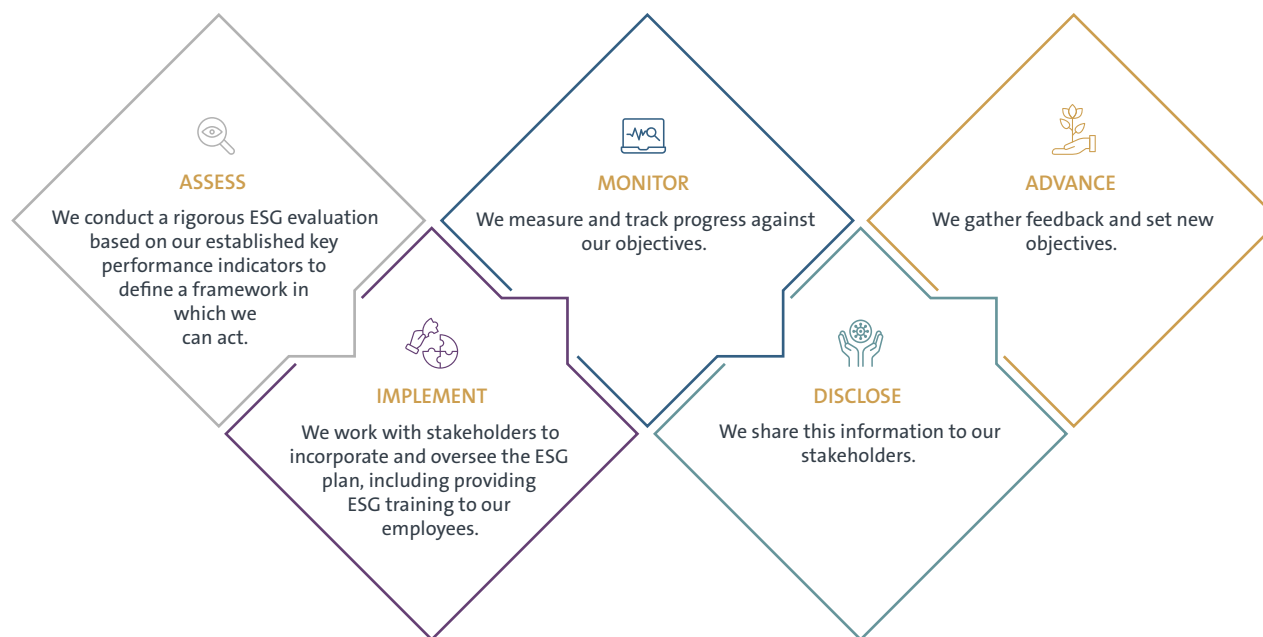 ASSESS
We conduct a rigorous ESG evaluation
based on our established key
performance indicators to
define a framework in
which we
can act.
IMPLEMENT
We work with stakeholders to
incorporate and oversee the ESG
plan, including providing
ESG training to our
employees.
MONITOR
We measure and track progress against
our objectives.
DISCLOSE
We share this information to our
stakeholders.
ADVANCE
We gather feedback and set new
objectives.